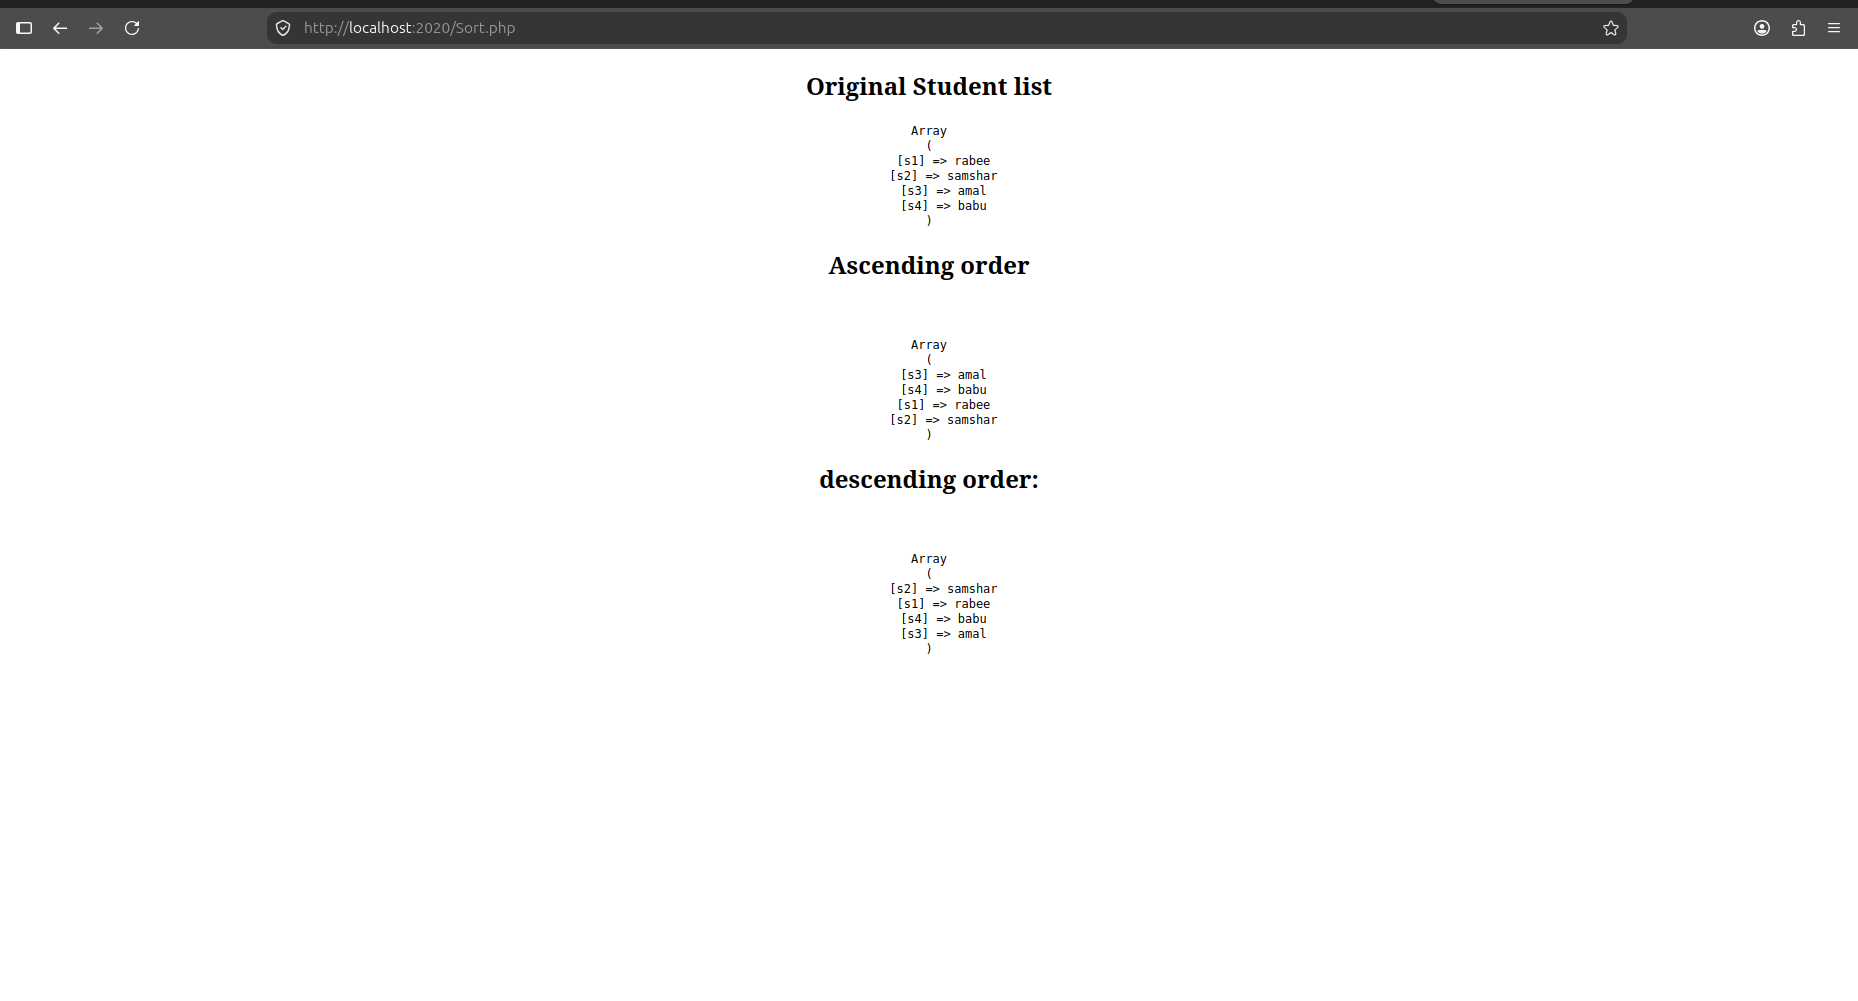 http://localhost:2020/Sort.php
Original Student list
Array
(
[s1] => rabee
[s2] => samshar
[s3] => amal
[s4] => babu
)
Ascending order
Array
(
[s3] => amal
[s4] => babu
[s1] => rabee
[s2] => samshar
)
descending order:
Array
(
[s2] => samshar
[s1] => rabee
[s4] => babu
[s3] => amal
)